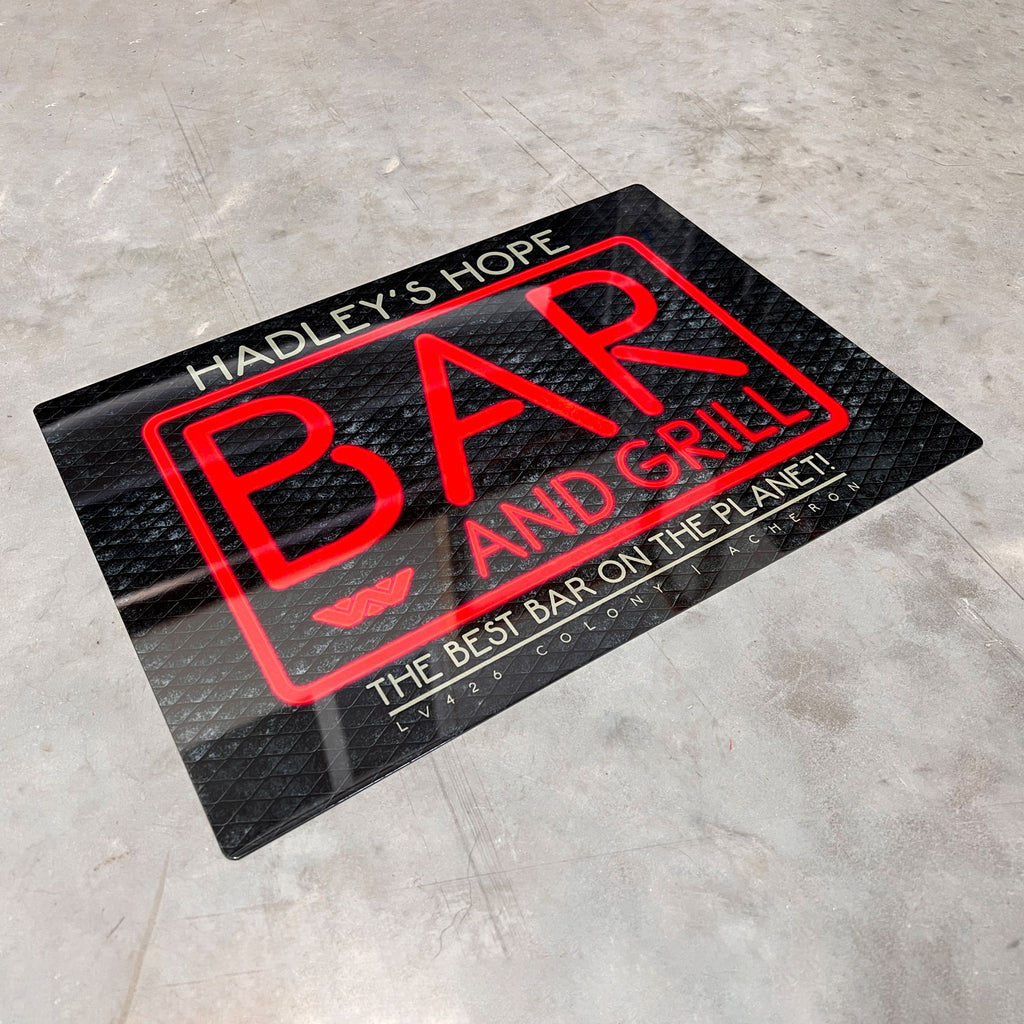 HADLEY'S HOPE
BAR
AND GRILL
THE BEST BAR ON THE PLANET!
LV426 COLONY | ACHERON